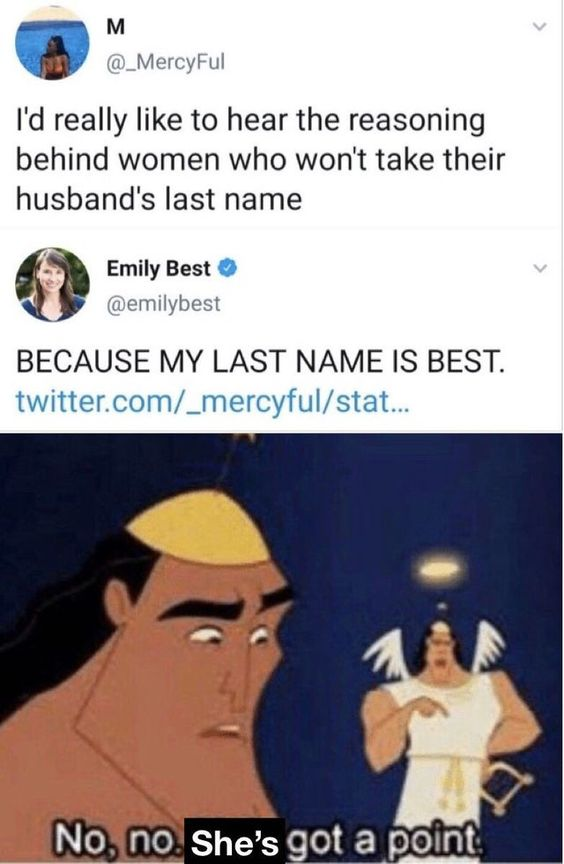 M
@_MercyFul
I'd really like to hear the reasoning
behind women who won't take their
husband's last name
Emily Best
@emilybest
BECAUSE MY LAST NAME IS BEST.
twitter.com/_mercyful/stat...
No, no. She's got a point.